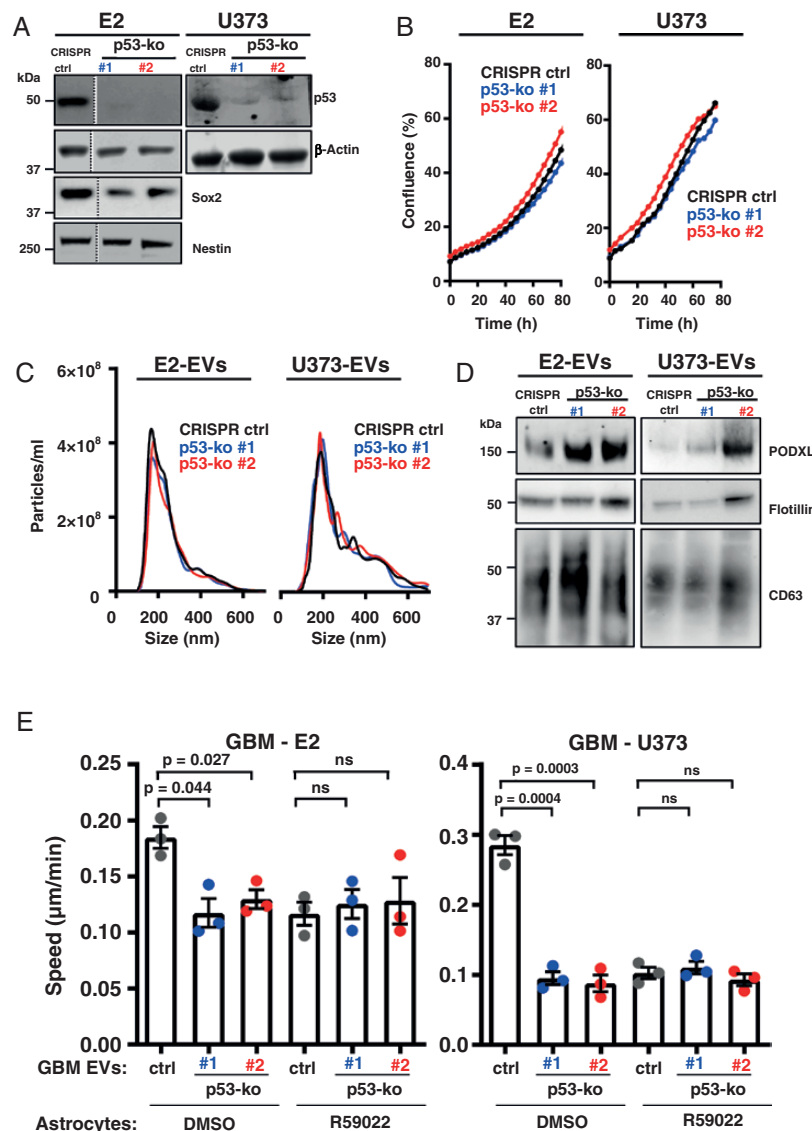 A
E2
U373
CRISPR
ctrl
p53-ko
#1
#2
CRISPR
ctrl
p53-ko
#1
#2
kDa
50
p53
37
β-Actin
37
Sox2
250
Nestin
B
E2
U373
CRISPR ctrl
p53-ko #1
p53-ko #2
CRISPR ctrl
p53-ko #1
p53-ko #2
Confluence (%)
80
60
40
20
0
0 20 40 60 80
Time (h)
80
60
40
20
0
0 20 40 60 80
Time (h)
C
E2-EVs
U373-EVs
CRISPR ctrl
p53-ko #1
p53-ko #2
CRISPR ctrl
p53-ko #1
p53-ko #2
Particles/ml
6×10⁸
4×10⁸
2×10⁸
0
0 200 400 600
Size (nm)
0 200 400 600
Size (nm)
D
E2-EVs
U373-EVs
CRISPR
ctrl
p53-ko
#1
#2
CRISPR
ctrl
p53-ko
#1
#2
kDa
150
PODXL
50
Flotillin
50
37
CD63
E
GBM - E2
GBM - U373
Speed (µm/min)
0.25
0.20
0.15
0.10
0.05
0.00
p = 0.027
p = 0.044
ns
ns
0.4
0.3
0.2
0.1
0.0
p = 0.0003
p = 0.0004
ns
ns
GBM EVs: ctrl #1 #2 ctrl #1 #2 ctrl #1 #2 ctrl #1 #2
p53-ko p53-ko p53-ko p53-ko
Astrocytes: DMSO R59022 DMSO R59022